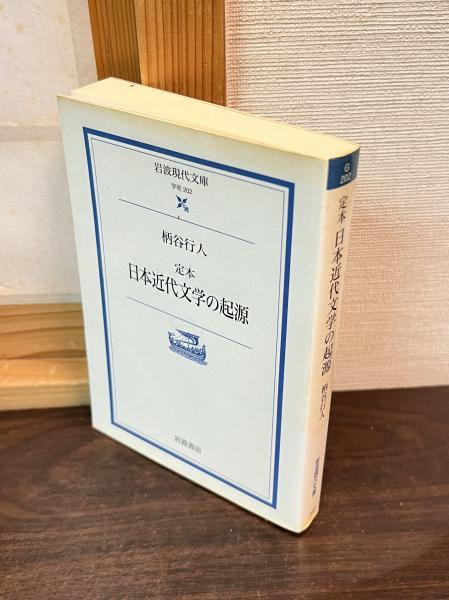 岩波現代文庫
学術 202
柄谷行人
定本
日本近代文学の起源
岩波書店
G
202
定本 日本近代文学の起源
柄谷行人
岩波現代文庫